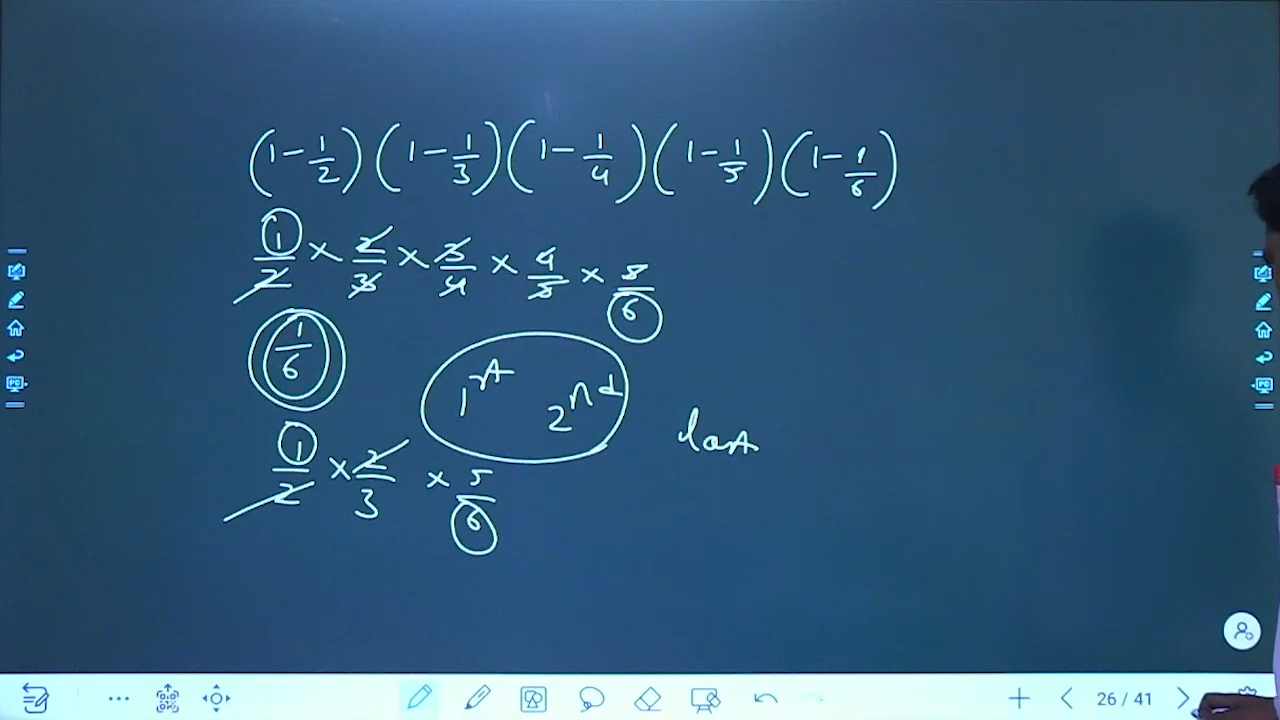 (1-1/2)(1-1/3)(1-1/4)(1-1/5)(1-1/6)
1/2 × 2/3 × 3/4 × 4/5 × 5/6
1/6
1st 2nd last
1/2 × 2/3 × 5/6
26 / 41
PC
PC